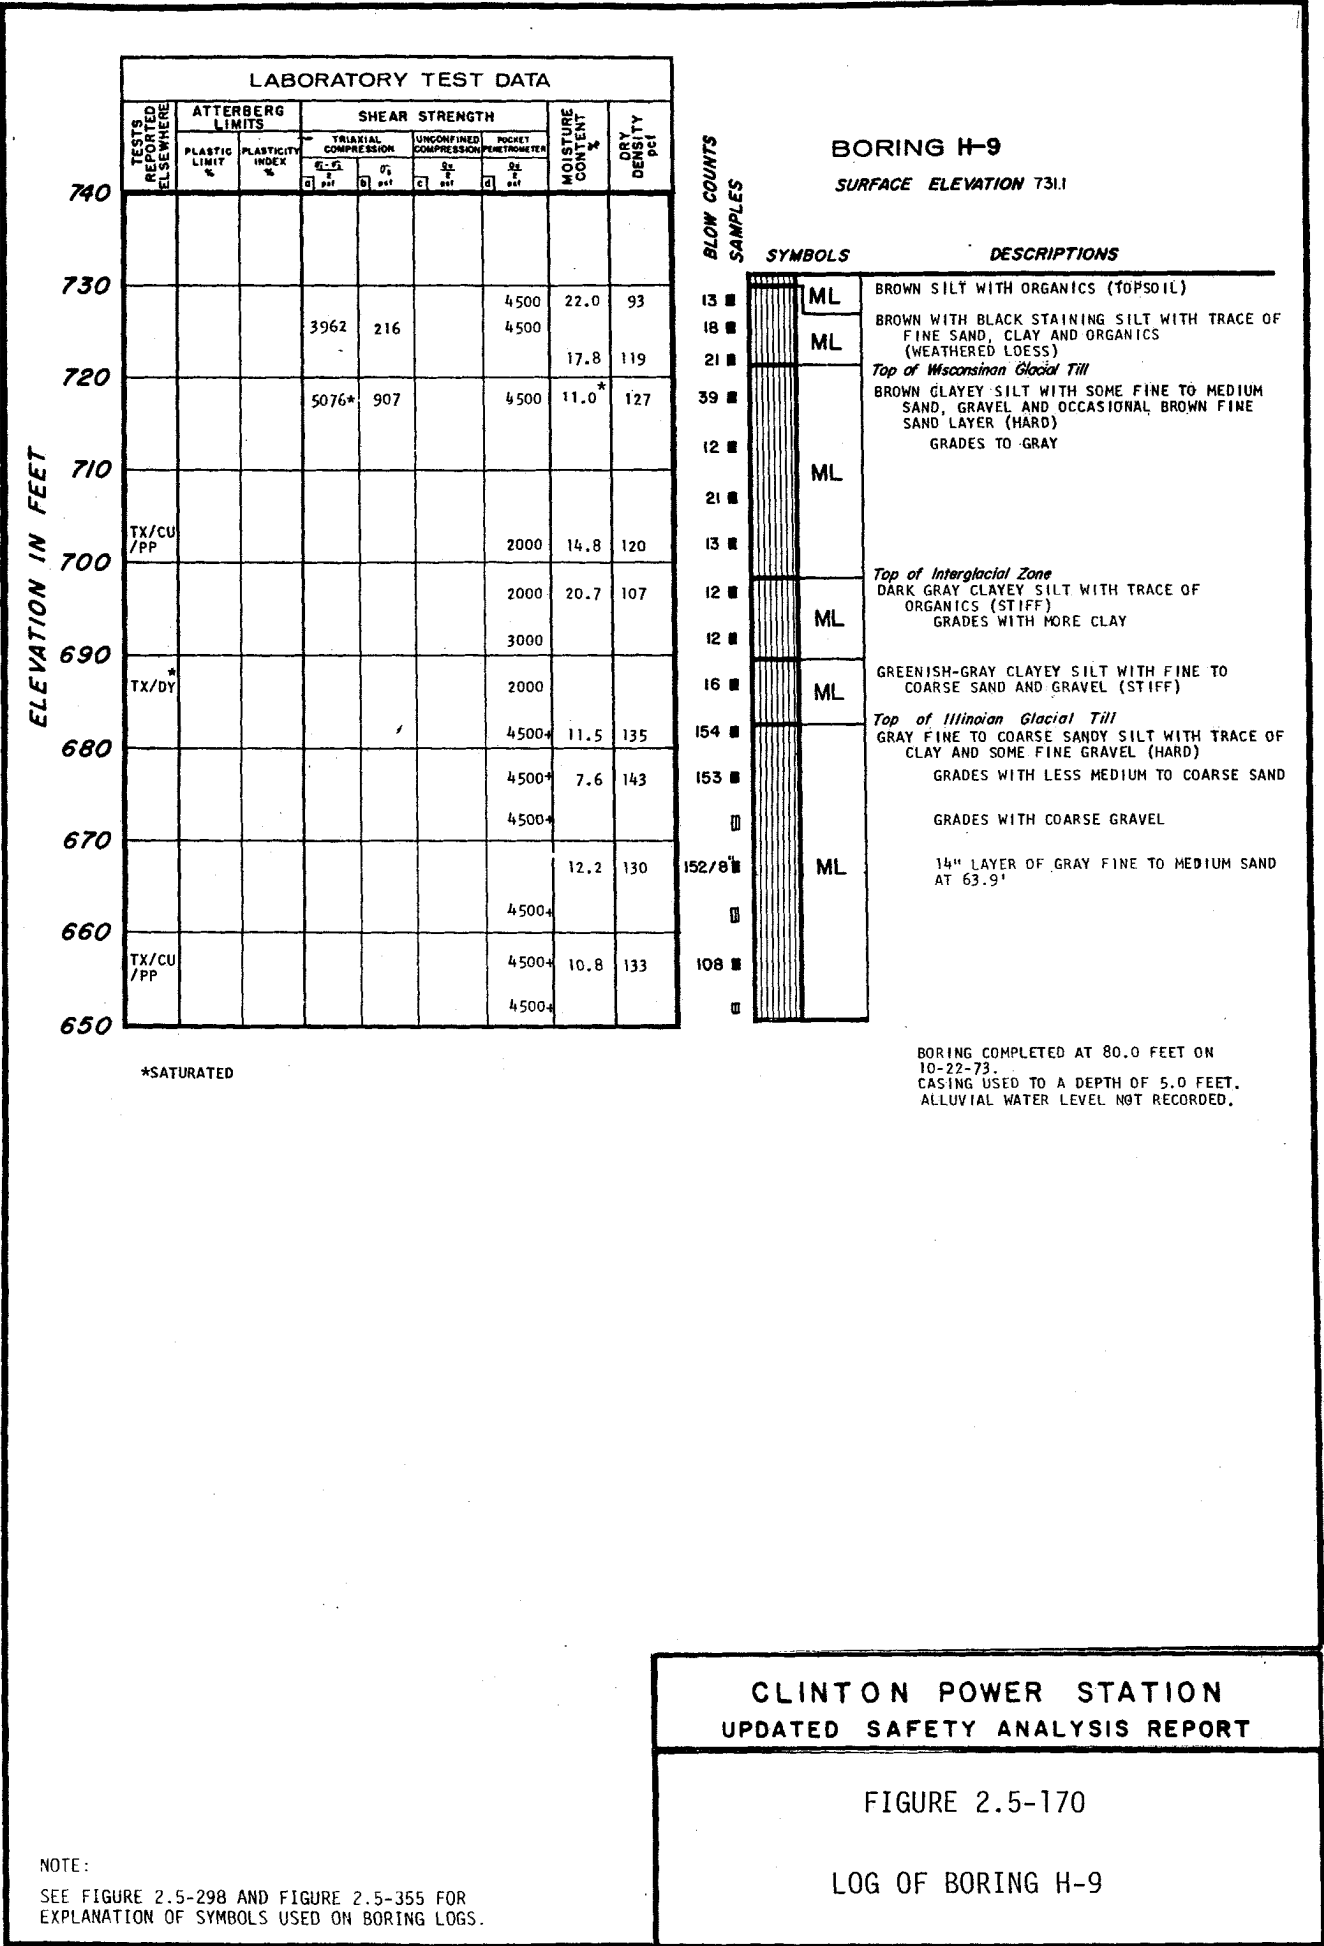 LABORATORY TEST DATA
TESTS REPORTED ELSEWHERE
ATTERBERG LIMITS
SHEAR STRENGTH
MOISTURE CONTENT %
DRY DENSITY pcf
PLASTIC LIMIT %
PLASTICITY INDEX %
TRIAXIAL COMPRESSION
UNCONFINED COMPRESSION
POCKET PENETROMETER
a psf
b psf
c psf
d psf
BLOW COUNTS
SAMPLES
BORING H-9
SURFACE ELEVATION 731.1
SYMBOLS
DESCRIPTIONS
ELEVATION IN FEET
740
730
4500 22.0 93 13 ML BROWN SILT WITH ORGANICS (TOPSOIL)
3962 216 4500 18 ML BROWN WITH BLACK STAINING SILT WITH TRACE OF
FINE SAND, CLAY AND ORGANICS
17.8 119 21 (WEATHERED LOESS)
720 Top of Wisconsinan Glacial Till
5076* 907 4500 11.0* 127 39 BROWN CLAYEY SILT WITH SOME FINE TO MEDIUM
SAND, GRAVEL AND OCCASIONAL BROWN FINE
SAND LAYER (HARD)
12 GRADES TO GRAY
710 ML
21
TX/CU
/PP 2000 14.8 120 13
700
Top of Interglacial Zone
2000 20.7 107 12 DARK GRAY CLAYEY SILT WITH TRACE OF
ORGANICS (STIFF)
ML GRADES WITH MORE CLAY
3000 12
690
TX/DY* 2000 16 ML GREENISH-GRAY CLAYEY SILT WITH FINE TO
COARSE SAND AND GRAVEL (STIFF)
Top of Illinoian Glacial Till
4500+ 11.5 135 154 GRAY FINE TO COARSE SANDY SILT WITH TRACE OF
680 CLAY AND SOME FINE GRAVEL (HARD)
4500+ 7.6 143 153 GRADES WITH LESS MEDIUM TO COARSE SAND
4500+ GRADES WITH COARSE GRAVEL
670
12.2 130 152/8" ML 14" LAYER OF GRAY FINE TO MEDIUM SAND
AT 63.9'
4500+
660
TX/CU
/PP 4500+ 10.8 133 108
4500+
650
*SATURATED
BORING COMPLETED AT 80.0 FEET ON
10-22-73.
CASING USED TO A DEPTH OF 5.0 FEET.
ALLUVIAL WATER LEVEL NOT RECORDED.
CLINTON POWER STATION
UPDATED SAFETY ANALYSIS REPORT
FIGURE 2.5-170
LOG OF BORING H-9
NOTE:
SEE FIGURE 2.5-298 AND FIGURE 2.5-355 FOR
EXPLANATION OF SYMBOLS USED ON BORING LOGS.